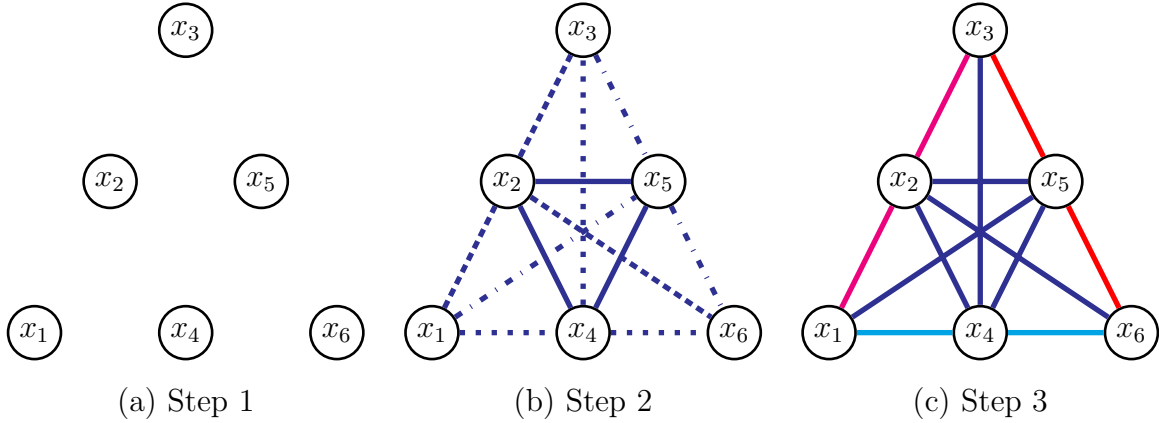 x₃ x₃ x₃
x₂ x₅ x₂ x₅ x₂ x₅
x₁ x₄ x₆ x₁ x₄ x₆ x₁ x₄ x₆
(a) Step 1 (b) Step 2 (c) Step 3